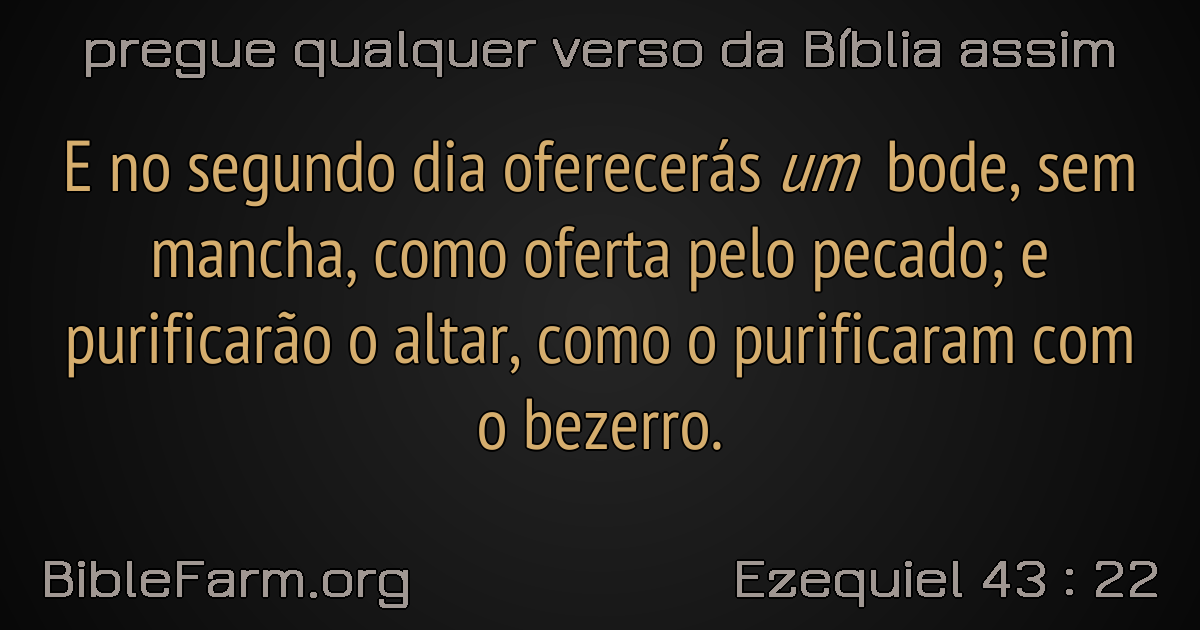 pregue qualquer verso da Bíblia assim
E no segundo dia oferecerás um bode, sem
mancha, como oferta pelo pecado; e
purificarão o altar, como o purificaram com
o bezerro.
BibleFarm.org
Ezequiel 43 : 22